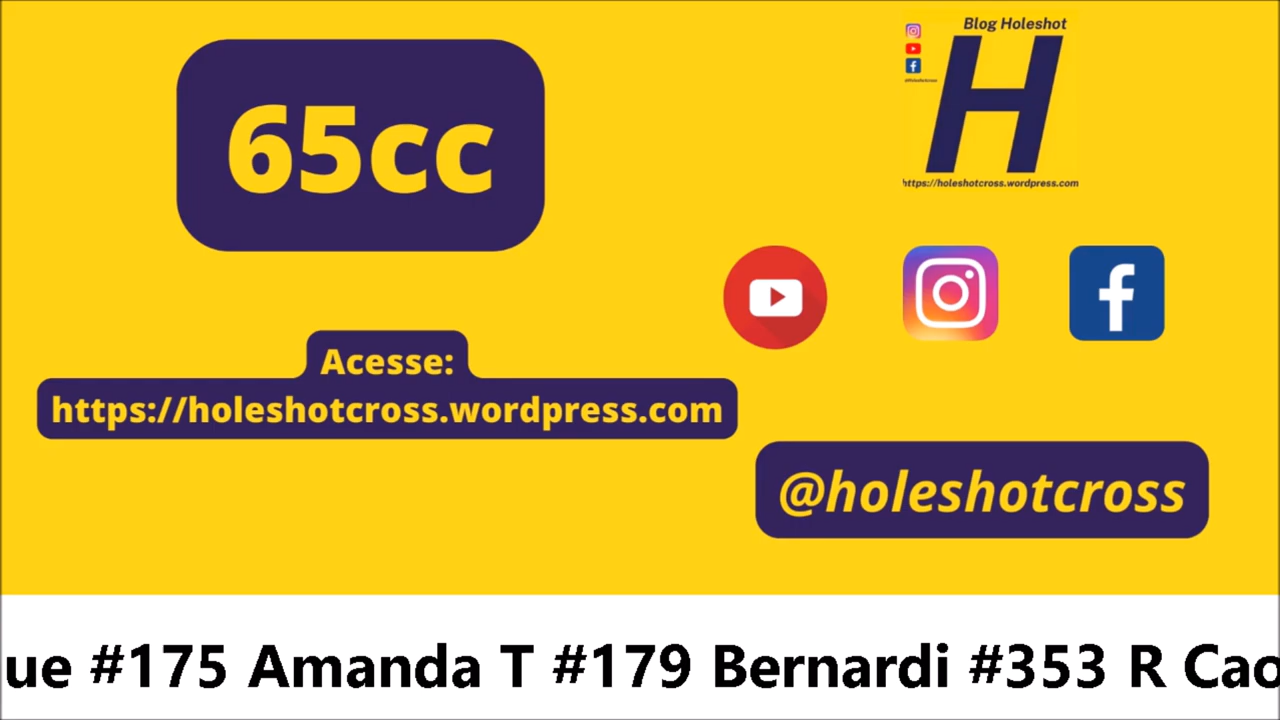 65cc
Blog Holeshot
H
https://holeshotcross.wordpress.com
Acesse:
https://holeshotcross.wordpress.com
@holeshotcross
ue #175 Amanda T #179 Bernardi #353 R Cao